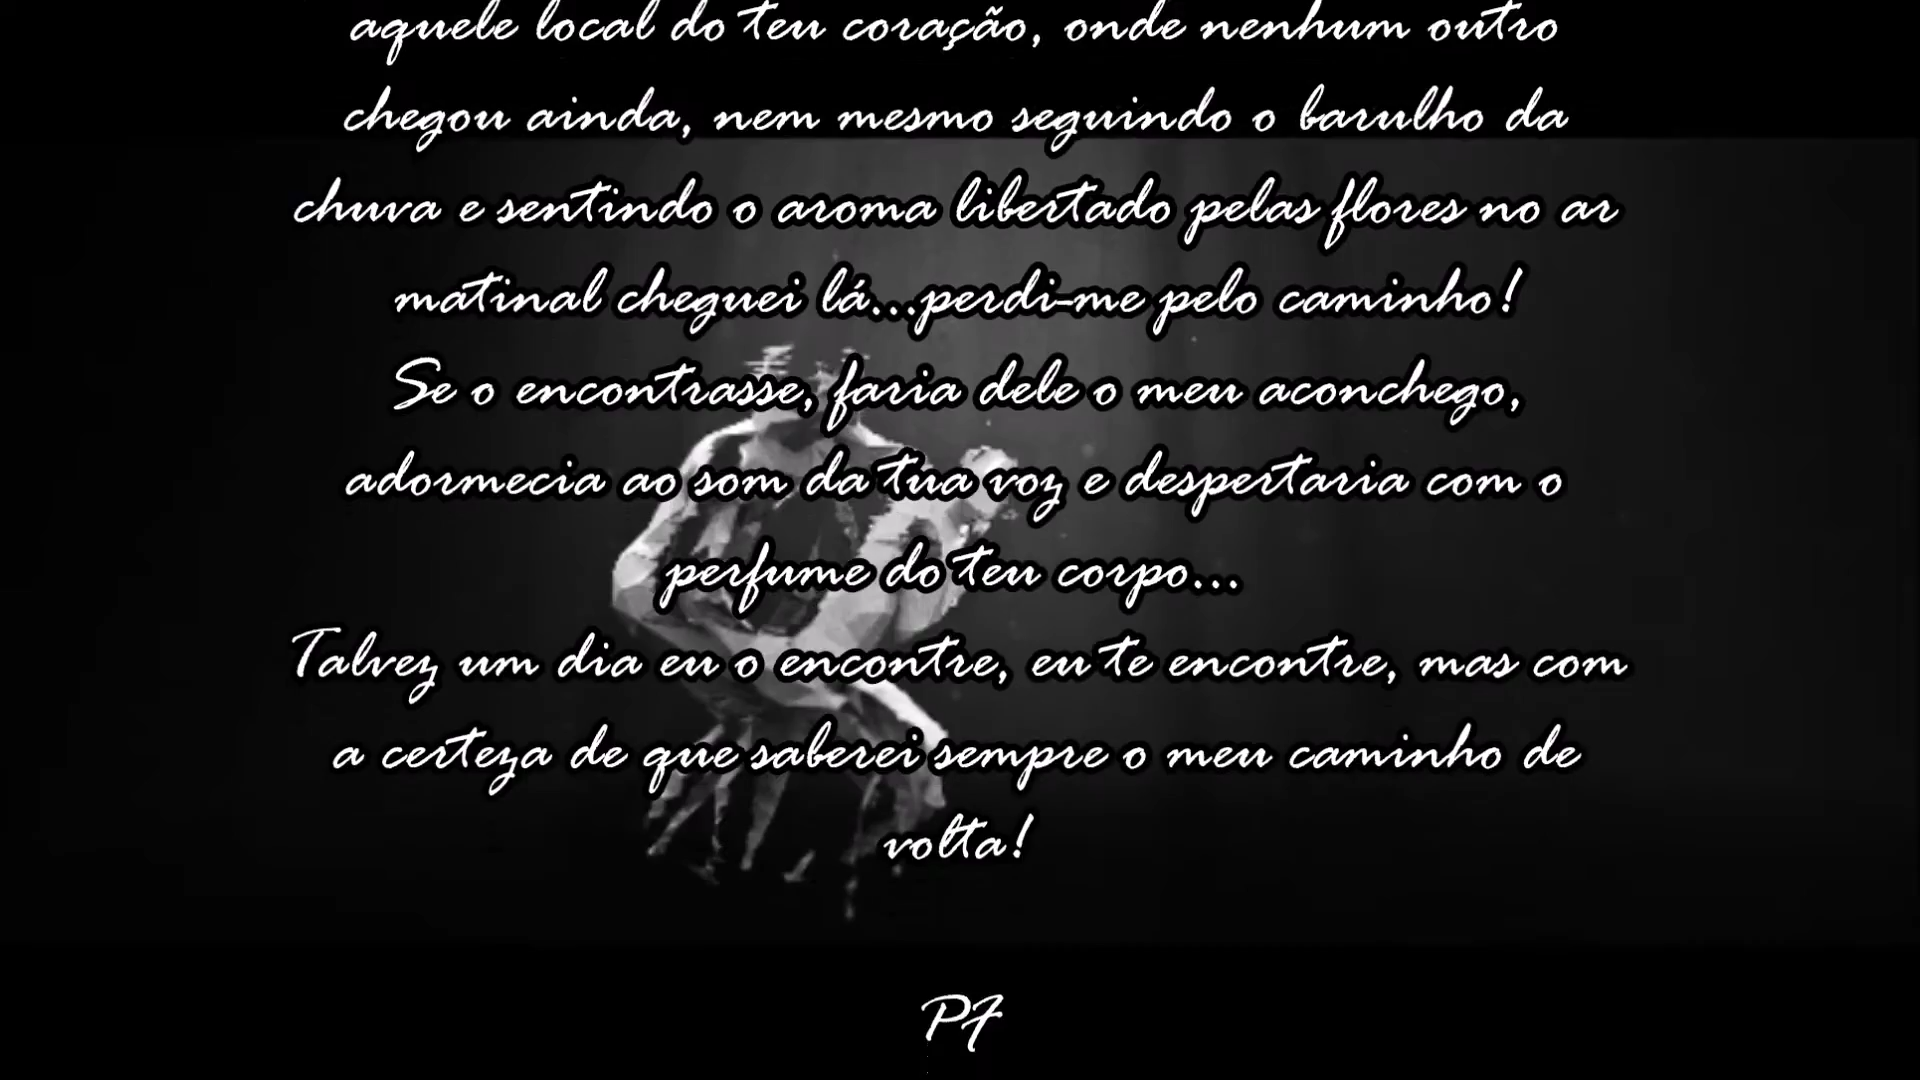 aquele local do teu coração, onde nenhum outro
chegou ainda, nem mesmo seguindo o barulho da
chuva e sentindo o aroma libertado pelas flores no ar
matinal cheguei lá...perdi-me pelo caminho!
Se o encontrasse, faria dele o meu aconchego,
adormecia ao som da tua voz e despertaria com o
perfume do teu corpo...
Talvez um dia eu o encontre, eu te encontre, mas com
a certeza de que saberei sempre o meu caminho de
volta!
PF